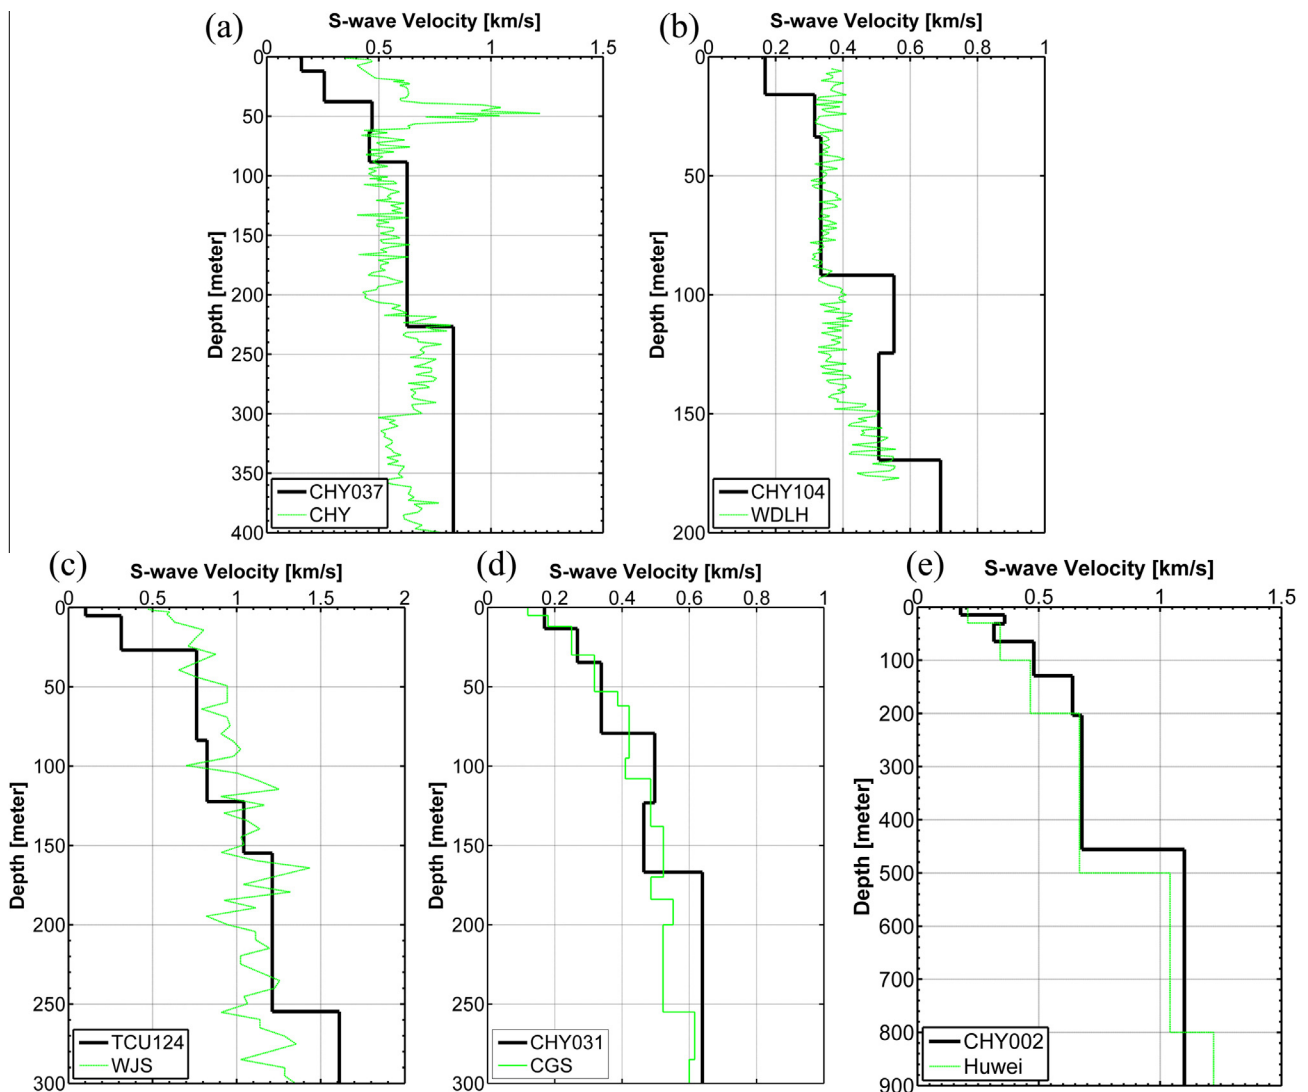 (a)
S-wave Velocity [km/s]
0 0.5 1 1.5
0
50
100
150
200
250
300
350
400
Depth [meter]
CHY037
CHY
(b)
S-wave Velocity [km/s]
0 0.2 0.4 0.6 0.8 1
0
50
100
150
200
Depth [meter]
CHY104
WDLH
(c)
S-wave Velocity [km/s]
0 0.5 1 1.5 2
0
50
100
150
200
250
300
Depth [meter]
TCU124
WJS
(d)
S-wave Velocity [km/s]
0 0.2 0.4 0.6 0.8 1
0
50
100
150
200
250
300
Depth [meter]
CHY031
CGS
(e)
S-wave Velocity [km/s]
0 0.5 1 1.5
0
100
200
300
400
500
600
700
800
900
Depth [meter]
CHY002
Huwei